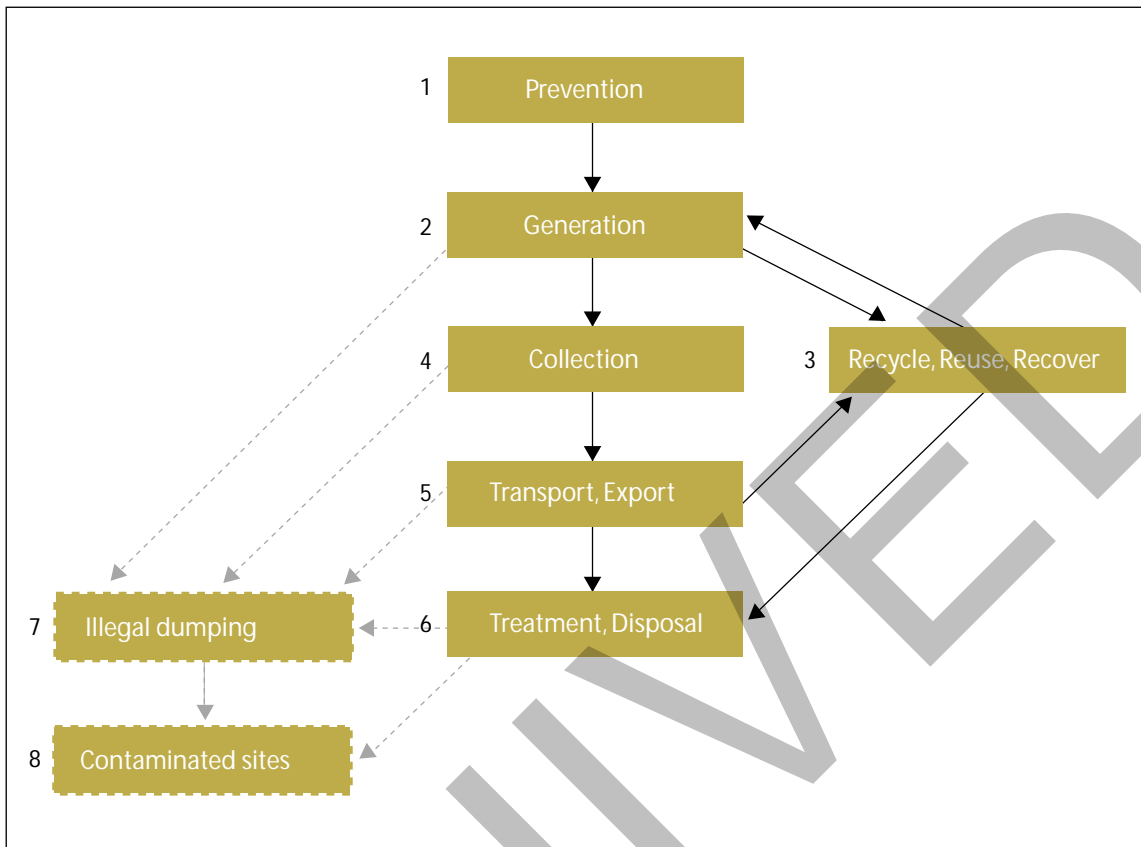 1 Prevention
2 Generation
4 Collection
3 Recycle, Reuse, Recover
5 Transport, Export
6 Treatment, Disposal
7 Illegal dumping
8 Contaminated sites
IVED